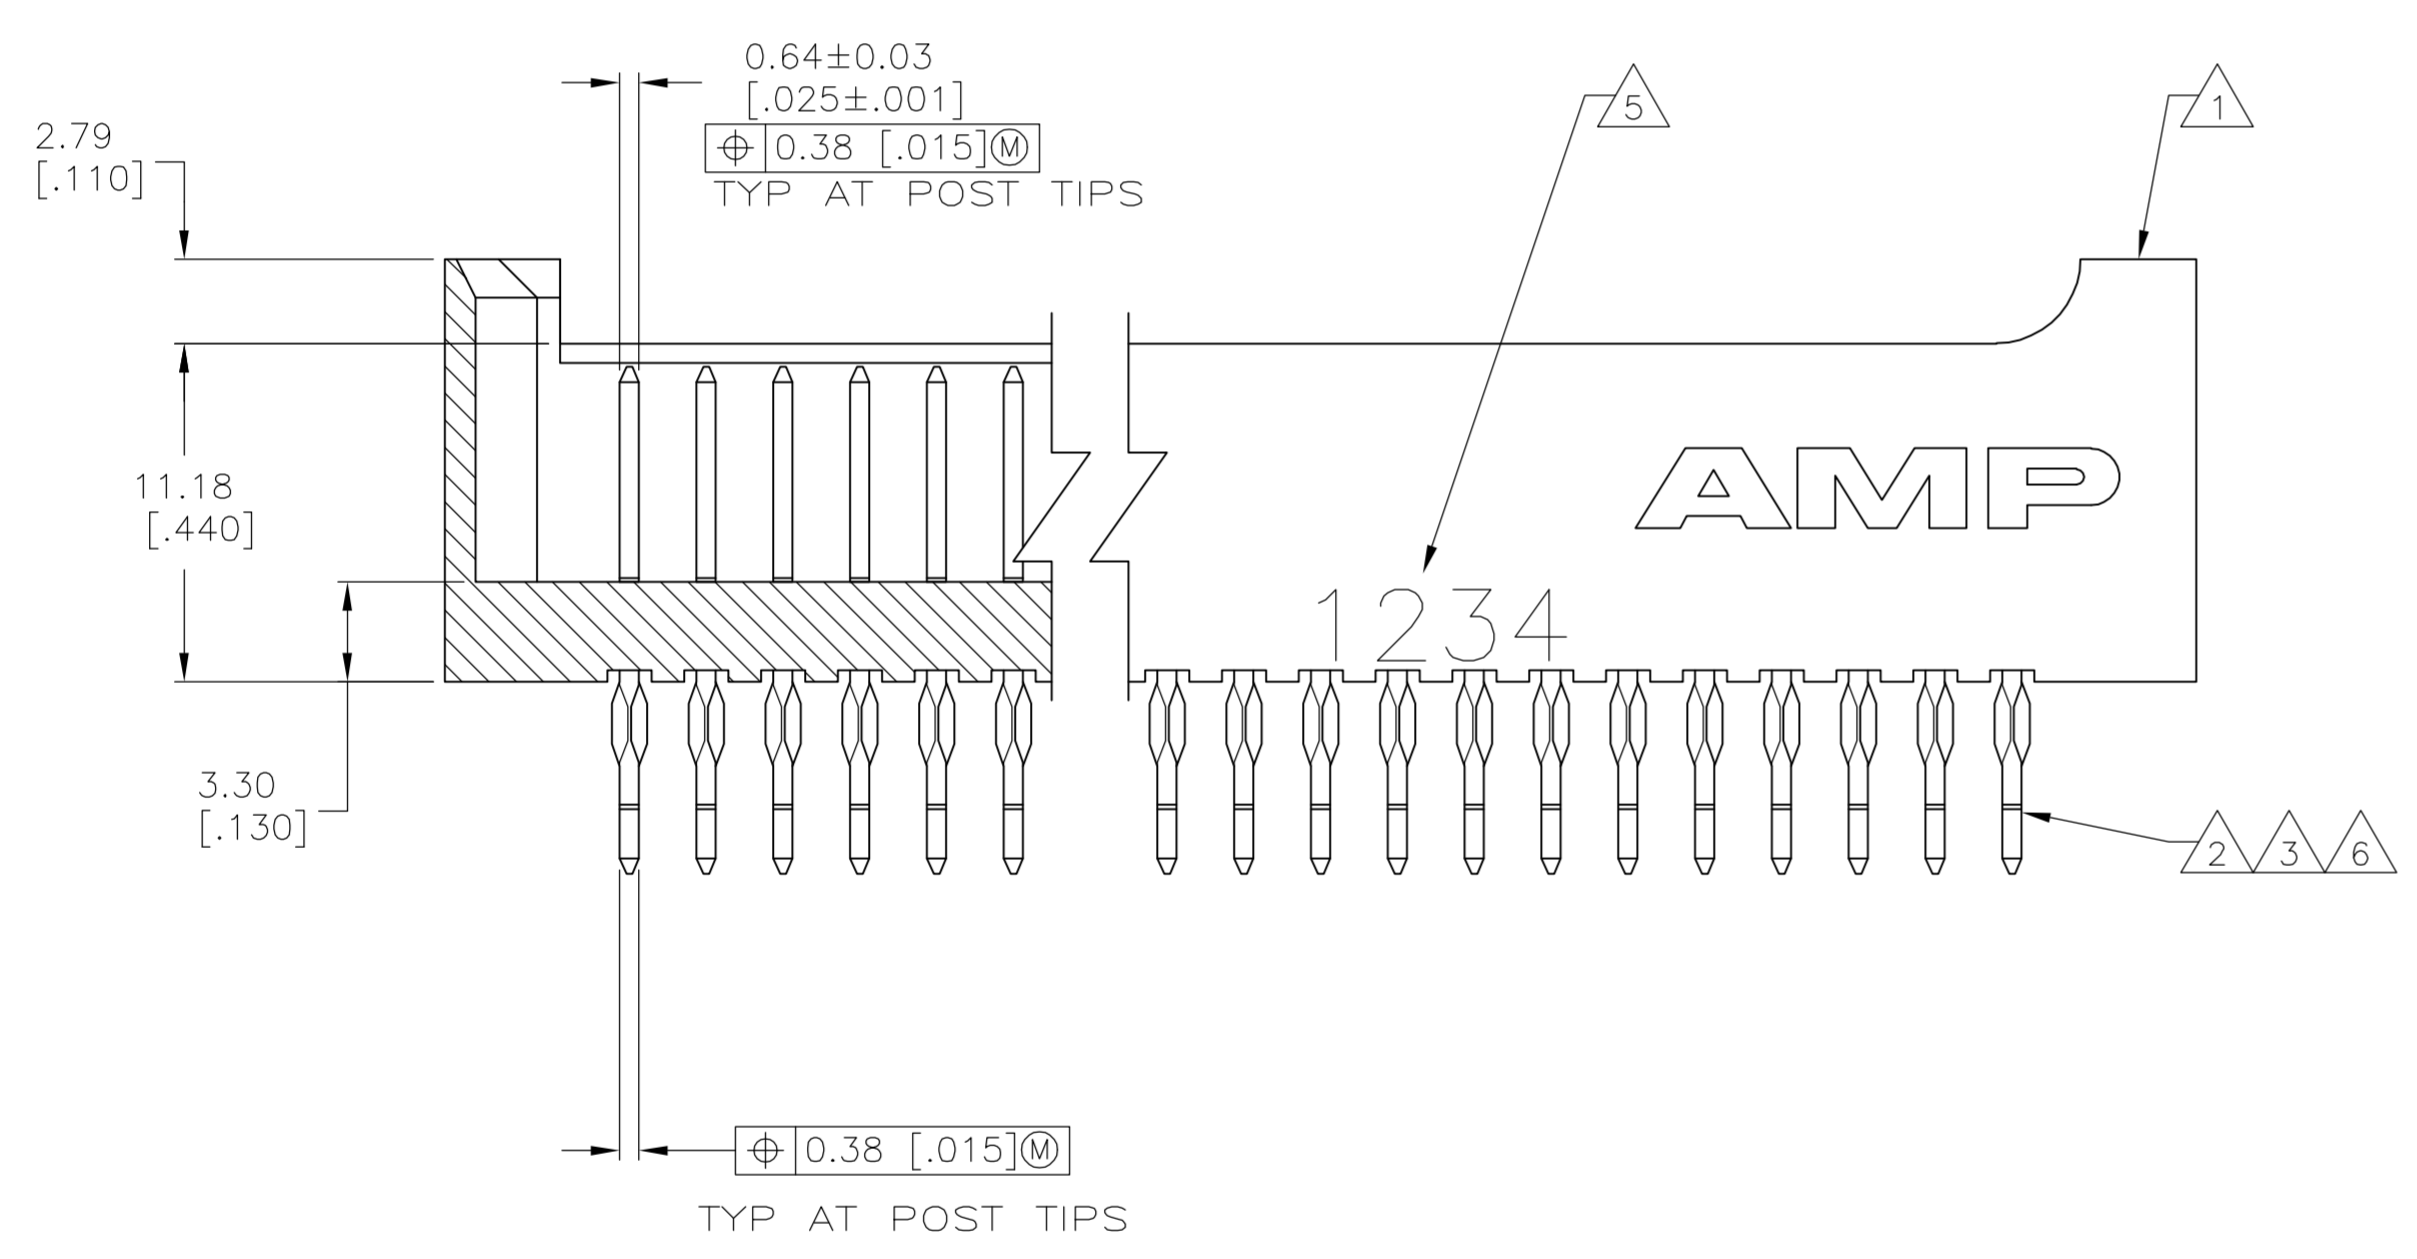 0.64±0.03
[.025±.001]
⌖ 0.38 [.015]Ⓜ
TYP AT POST TIPS
5
1
2.79
[.110]
11.18
[.440]
AMP
1234
3.30
[.130]
2 3 6
⌖ 0.38 [.015]Ⓜ
TYP AT POST TIPS